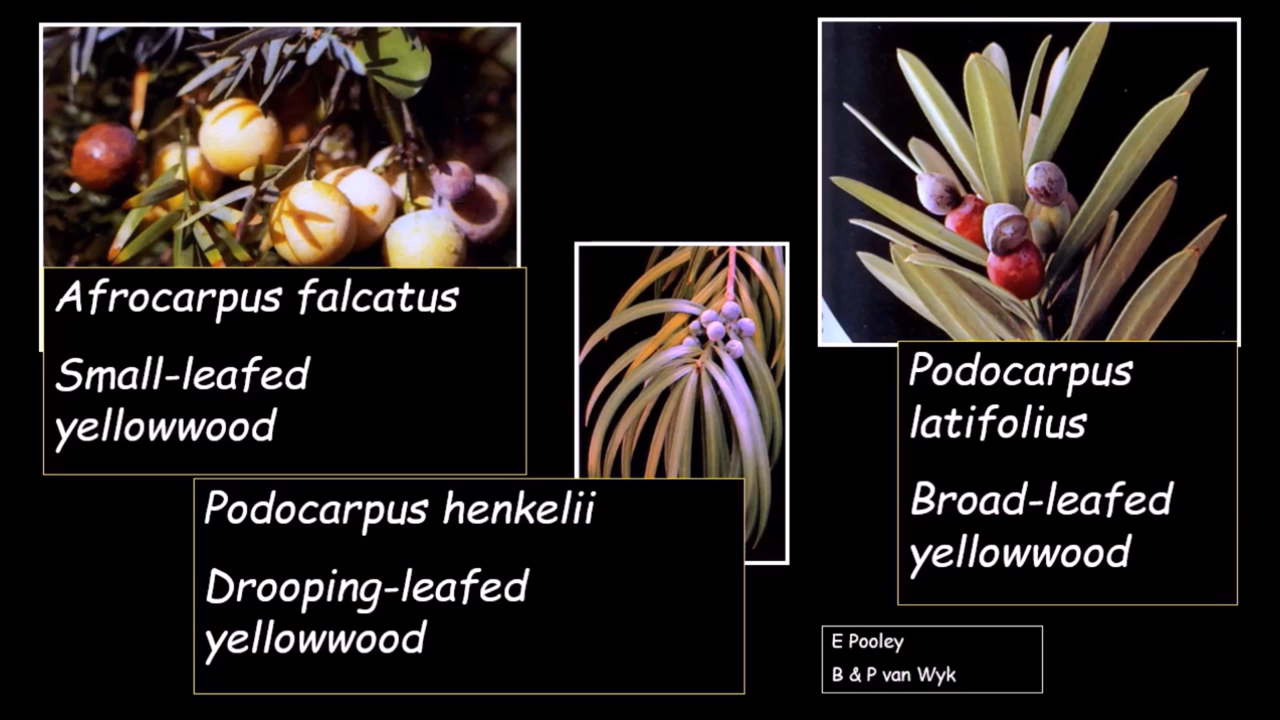 Afrocarpus falcatus
Small-leafed
yellowwood
Podocarpus henkelii
Drooping-leafed
yellowwood
Podocarpus
latifolius
Broad-leafed
yellowwood
E Pooley
B & P van Wyk